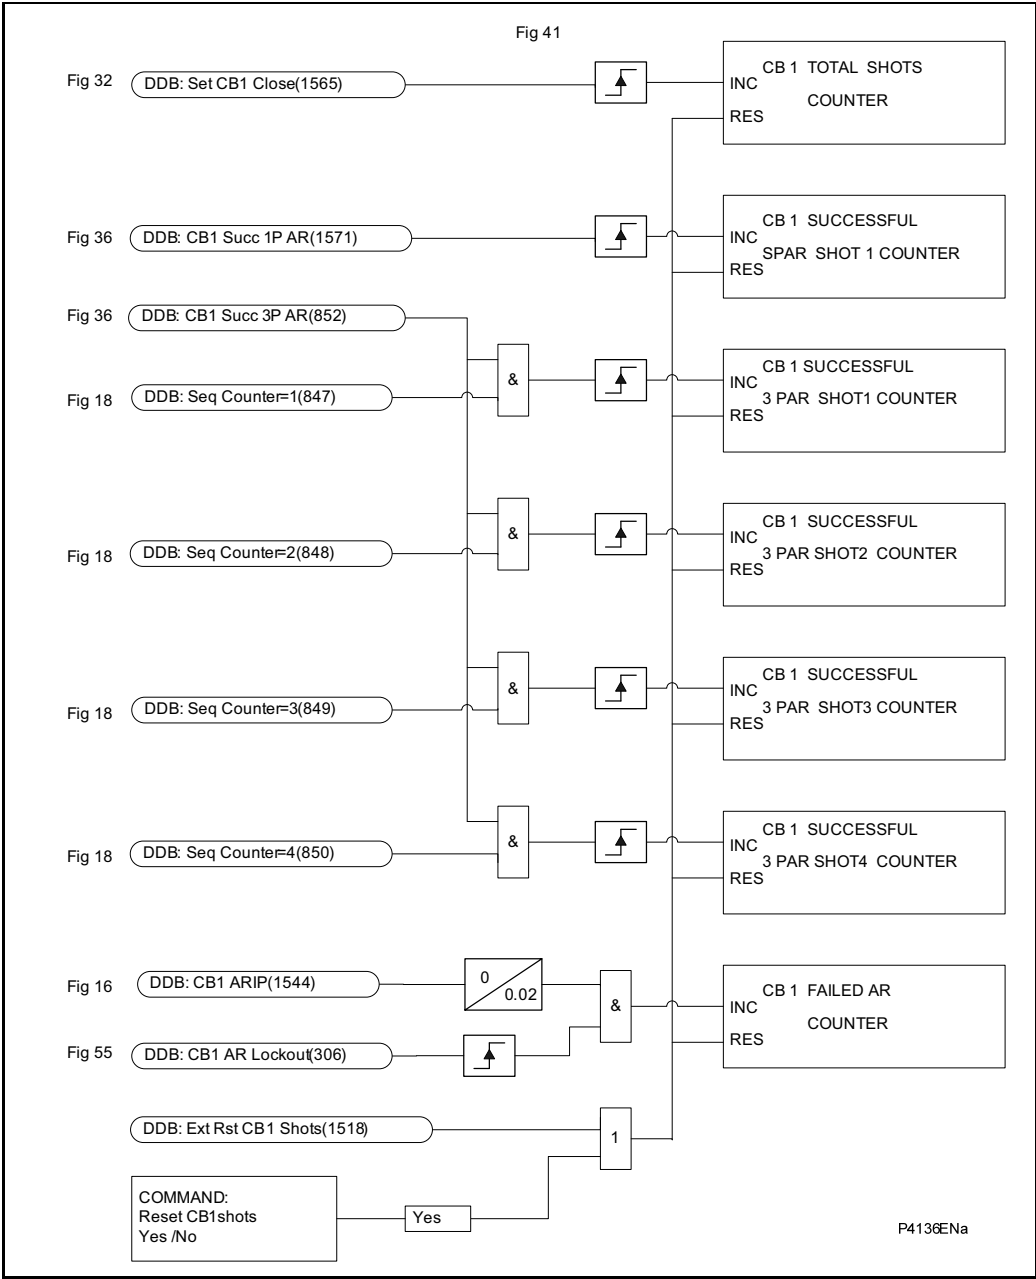 Fig 41
Fig 32
DDB: Set CB1 Close(1565)
INC
RES
CB 1 TOTAL SHOTS
COUNTER
Fig 36
DDB: CB1 Succ 1P AR(1571)
INC
RES
CB 1 SUCCESSFUL
SPAR SHOT 1 COUNTER
Fig 36
DDB: CB1 Succ 3P AR(852)
Fig 18
DDB: Seq Counter=1(847)
&
INC
RES
CB 1 SUCCESSFUL
3 PAR SHOT1 COUNTER
Fig 18
DDB: Seq Counter=2(848)
&
INC
RES
CB 1 SUCCESSFUL
3 PAR SHOT2 COUNTER
Fig 18
DDB: Seq Counter=3(849)
&
INC
RES
CB 1 SUCCESSFUL
3 PAR SHOT3 COUNTER
Fig 18
DDB: Seq Counter=4(850)
&
INC
RES
CB 1 SUCCESSFUL
3 PAR SHOT4 COUNTER
Fig 16
DDB: CB1 ARIP(1544)
0
0.02
&
INC
RES
CB 1 FAILED AR
COUNTER
Fig 55
DDB: CB1 AR Lockout(306)
DDB: Ext Rst CB1 Shots(1518)
1
COMMAND:
Reset CB1shots
Yes /No
Yes
P4136ENa